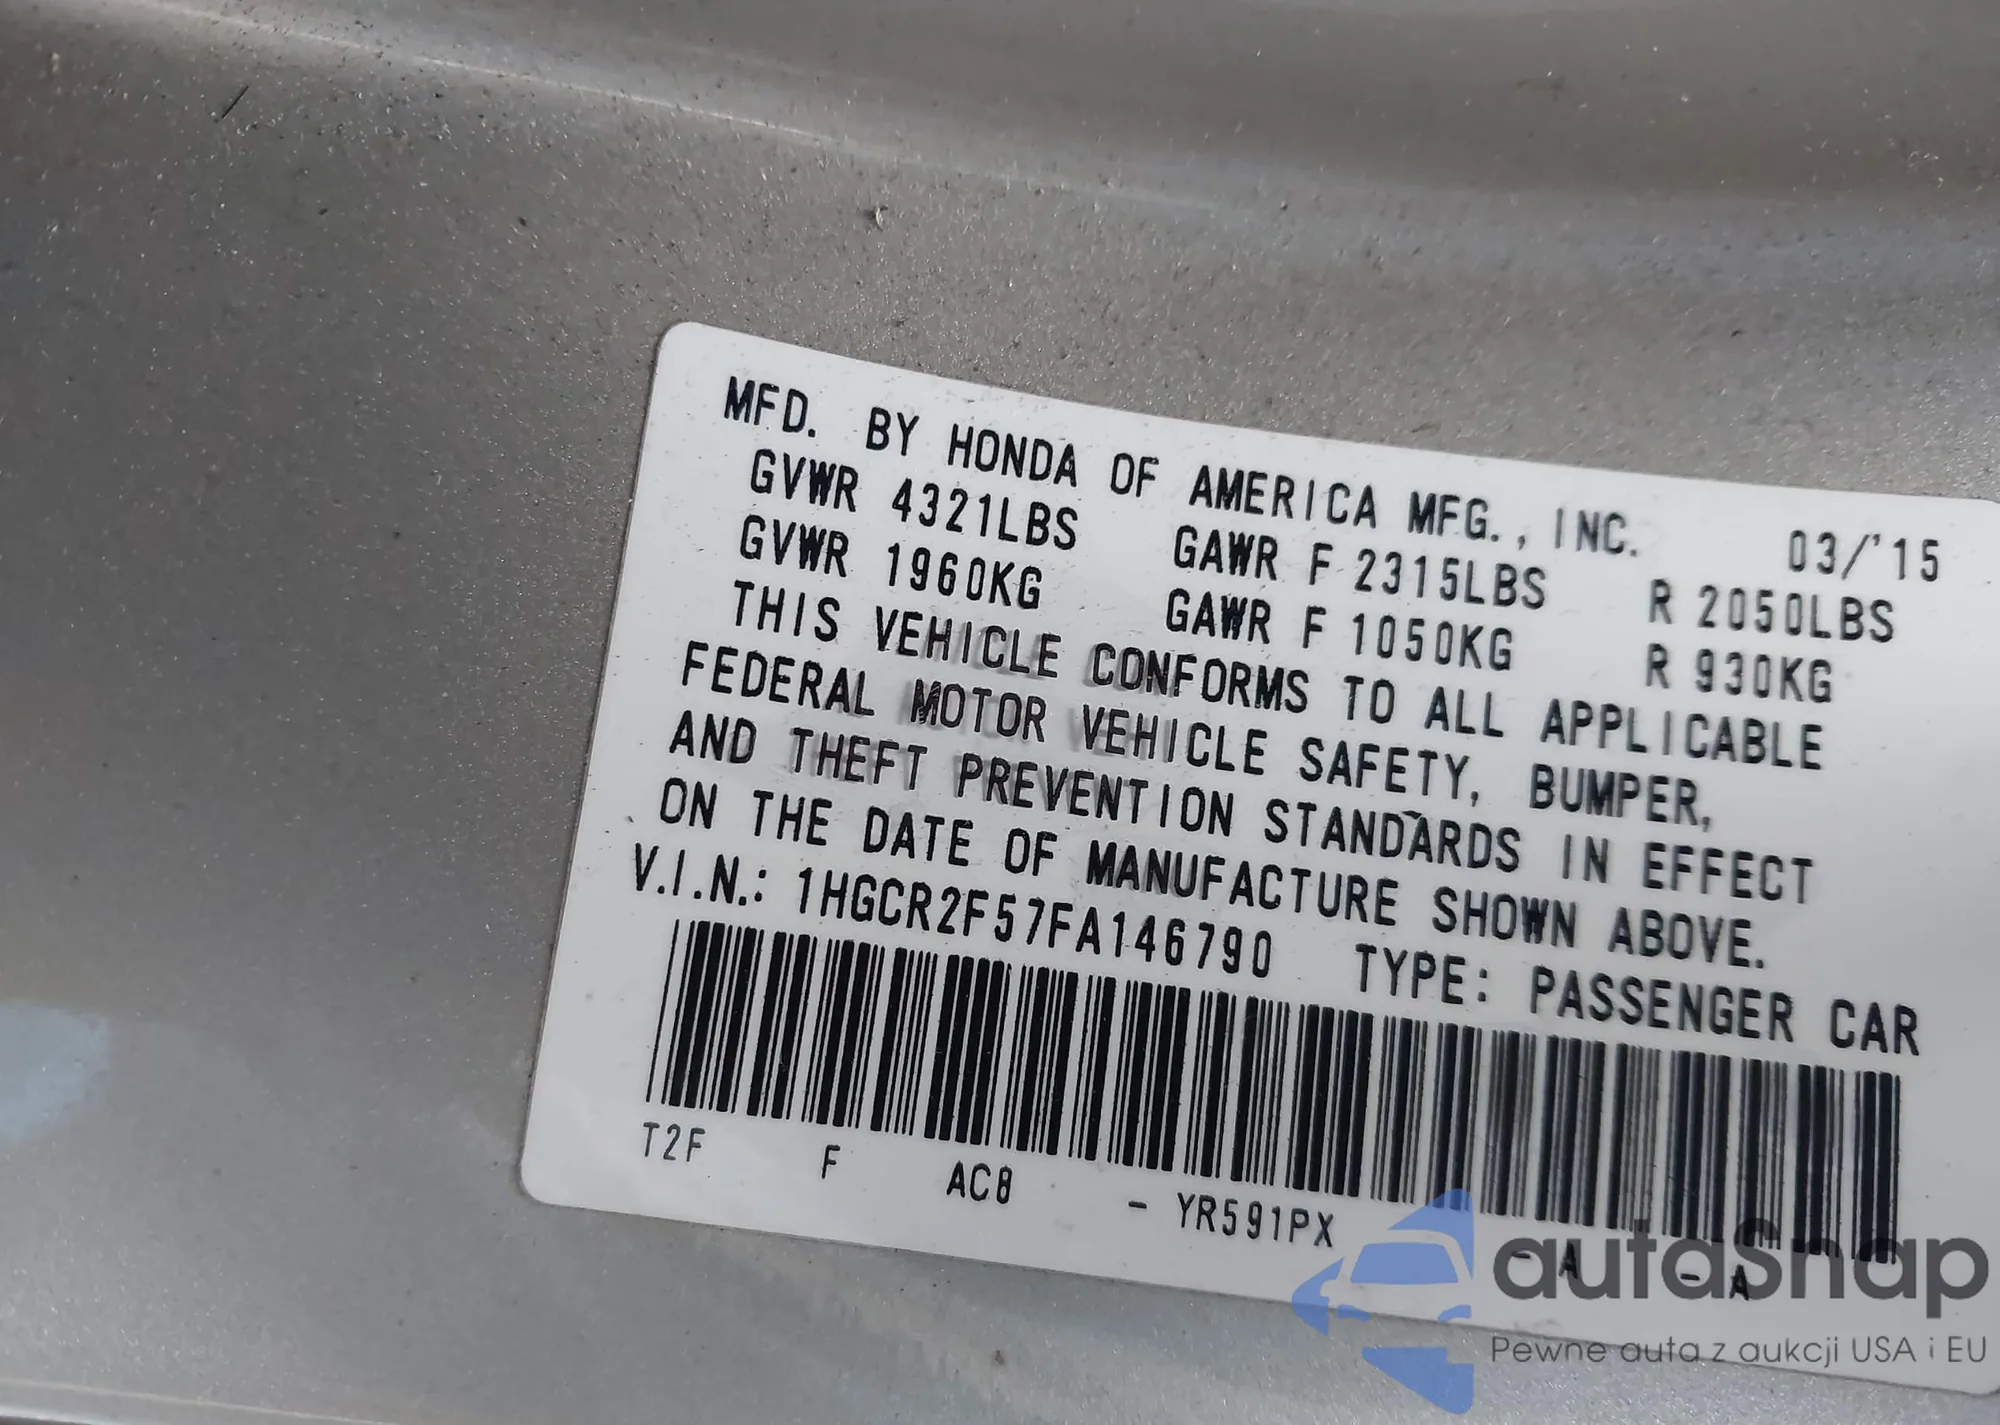 MFD. BY HONDA OF AMERICA MFG., INC. 03/'15
GVWR 4321LBS GAWR F 2315LBS R 2050LBS
GVWR 1960KG GAWR F 1050KG R 930KG
THIS VEHICLE CONFORMS TO ALL APPLICABLE
FEDERAL MOTOR VEHICLE SAFETY, BUMPER,
AND THEFT PREVENTION STANDARDS IN EFFECT
ON THE DATE OF MANUFACTURE SHOWN ABOVE.
V.I.N.: 1HGCR2F57FA146790 TYPE: PASSENGER CAR
T2F F AC8 - YR591PX - A - A
autasnap
Pewne auta z aukcji USA i EU